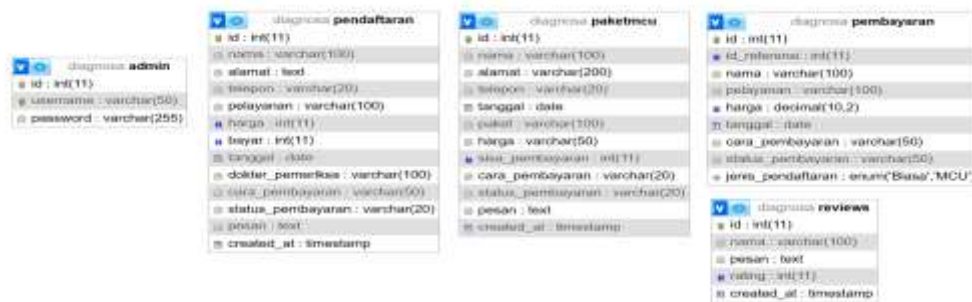 diagnosa admin
id : int(11)
username : varchar(50)
password : varchar(255)
diagnosa pendaftaran
id : int(11)
nama : varchar(100)
alamat : text
telepon : varchar(20)
pelayanan : varchar(100)
harga : int(11)
bayar : int(11)
tanggal : date
dokter_pemeriksa : varchar(100)
cara_pembayaran : varchar(50)
status_pembayaran : varchar(20)
pesan : text
created_at : timestamp
diagnosa paketmcu
id : int(11)
nama : varchar(100)
alamat : varchar(200)
telepon : varchar(20)
tanggal : date
paket : varchar(100)
harga : varchar(50)
sisa_pembayaran : int(11)
cara_pembayaran : varchar(20)
status_pembayaran : varchar(20)
pesan : text
created_at : timestamp
diagnosa pembayaran
id : int(11)
id_referensi : int(11)
nama : varchar(100)
pelayanan : varchar(100)
harga : decimal(10,2)
tanggal : date
cara_pembayaran : varchar(50)
status_pembayaran : varchar(50)
jenis_pendaftaran : enum('Biasa','MCU')
diagnosa reviews
id : int(11)
nama : varchar(100)
pesan : text
rating : int(11)
created_at : timestamp